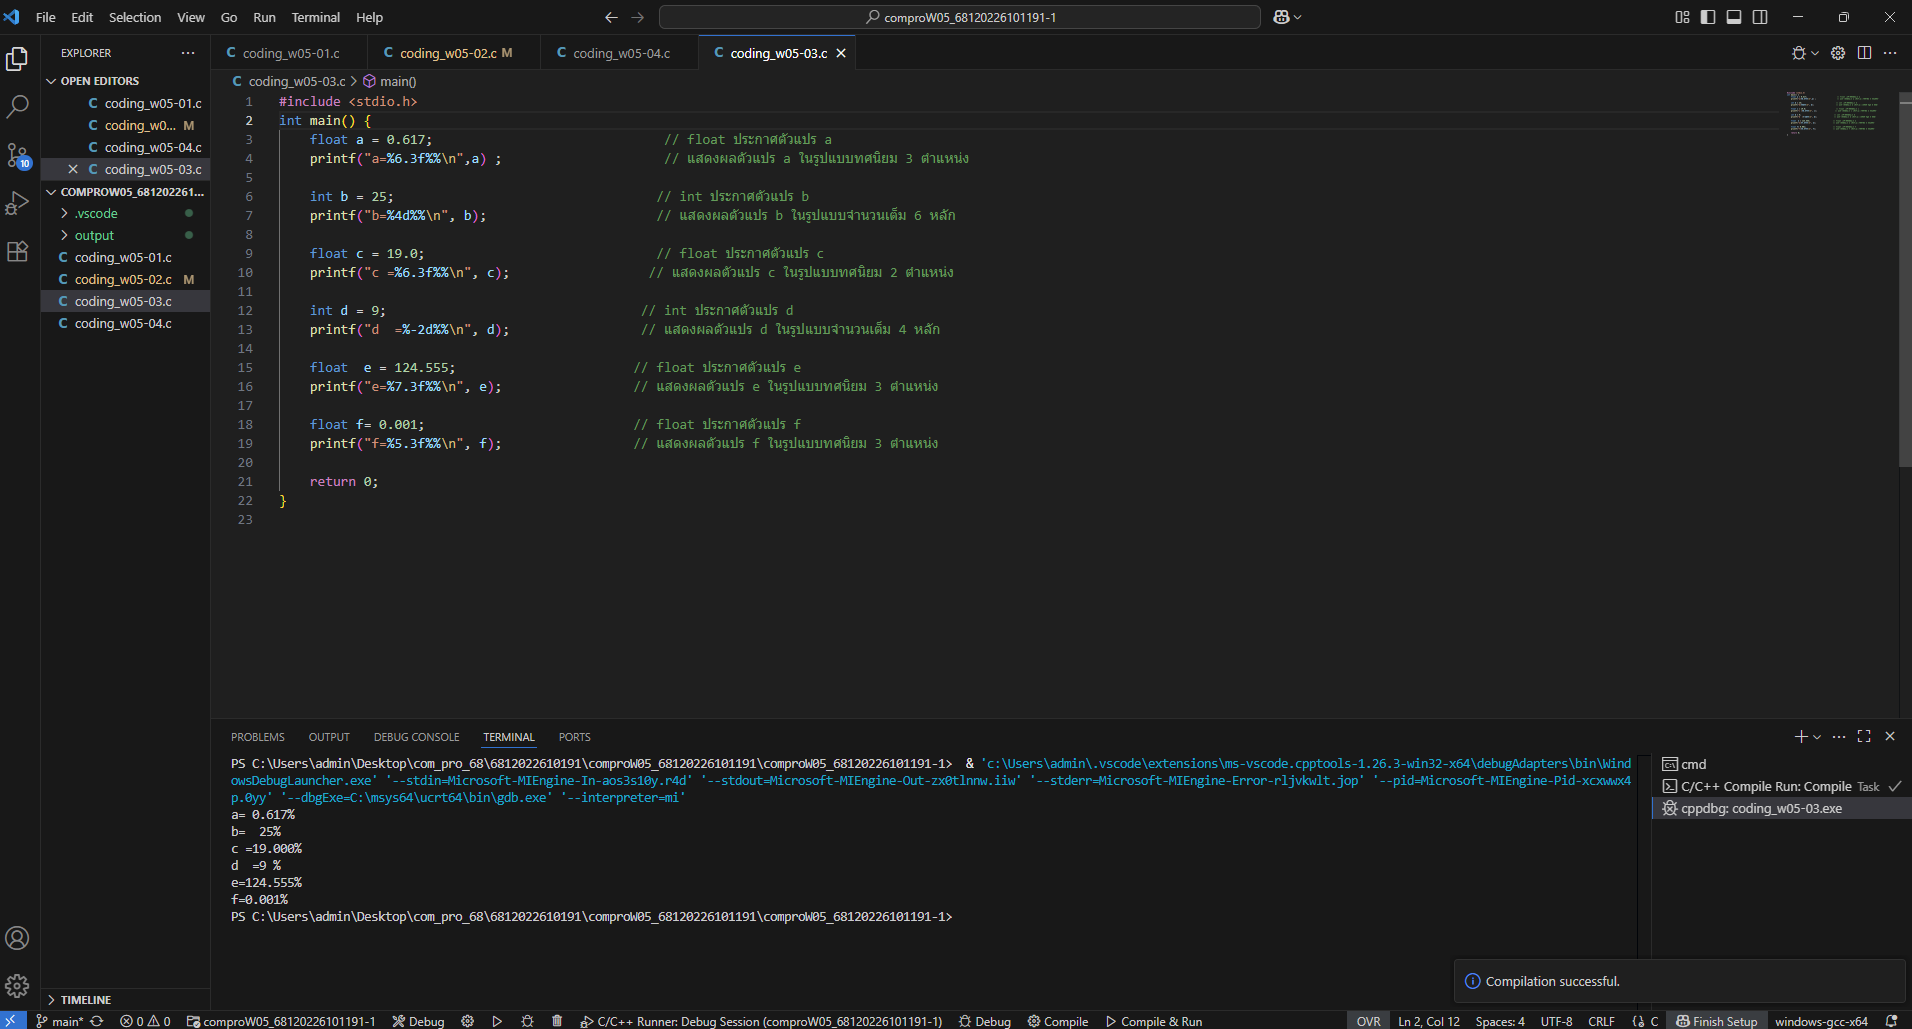 File Edit Selection View Go Run Terminal Help
comproW05_68120226101191-1
EXPLORER
OPEN EDITORS
coding_w05-01.c
coding_w0... M
coding_w05-04.c
coding_w05-03.c
COMPROW05_681202261...
.vscode
output
coding_w05-01.c
coding_w05-02.c M
coding_w05-03.c
coding_w05-04.c
TIMELINE
coding_w05-01.c coding_w05-02.c M coding_w05-04.c coding_w05-03.c
coding_w05-03.c > main()
1 #include <stdio.h>
2 int main() {
3 float a = 0.617; // float ประกาศตัวแปร a
4 printf("a=%6.3f%%\n",a) ; // แสดงผลตัวแปร a ในรูปแบบทศนิยม 3 ตำแหน่ง
5
6 int b = 25; // int ประกาศตัวแปร b
7 printf("b=%4d%%\n", b); // แสดงผลตัวแปร b ในรูปแบบจำนวนเต็ม 6 หลัก
8
9 float c = 19.0; // float ประกาศตัวแปร c
10 printf("c =%6.3f%%\n", c); // แสดงผลตัวแปร c ในรูปแบบทศนิยม 2 ตำแหน่ง
11
12 int d = 9; // int ประกาศตัวแปร d
13 printf("d  =%-2d%%\n", d); // แสดงผลตัวแปร d ในรูปแบบจำนวนเต็ม 4 หลัก
14
15 float  e = 124.555; // float ประกาศตัวแปร e
16 printf("e=%7.3f%%\n", e); // แสดงผลตัวแปร e ในรูปแบบทศนิยม 3 ตำแหน่ง
17
18 float f= 0.001; // float ประกาศตัวแปร f
19 printf("f=%5.3f%%\n", f); // แสดงผลตัวแปร f ในรูปแบบทศนิยม 3 ตำแหน่ง
20
21 return 0;
22 }
23
PROBLEMS OUTPUT DEBUG CONSOLE TERMINAL PORTS
PS C:\Users\admin\Desktop\com_pro_68\6812022610191\comproW05_68120226101191\comproW05_68120226101191-1>  & 'c:\Users\admin\.vscode\extensions\ms-vscode.cpptools-1.26.3-win32-x64\debugAdapters\bin\Wind
owsDebugLauncher.exe' '--stdin=Microsoft-MIEngine-In-aos3s10y.r4d' '--stdout=Microsoft-MIEngine-Out-zx0tlnnw.iiw' '--stderr=Microsoft-MIEngine-Error-rljvkwlt.jop' '--pid=Microsoft-MIEngine-Pid-xcxwwx4
p.0yy' '--dbgExe=C:\msys64\ucrt64\bin\gdb.exe' '--interpreter=mi'
a= 0.617%
b=  25%
c =19.000%
d  =9 %
e=124.555%
f=0.001%
PS C:\Users\admin\Desktop\com_pro_68\6812022610191\comproW05_68120226101191\comproW05_68120226101191-1>
cmd
C/C++ Compile Run: Compile Task
cppdbg: coding_w05-03.exe
Compilation successful.
10
main* 0 0 comproW05_68120226101191-1 Debug C/C++ Runner: Debug Session (comproW05_68120226101191-1) Debug Compile Compile & Run OVR Ln 2, Col 12 Spaces: 4 UTF-8 CRLF C Finish Setup windows-gcc-x64